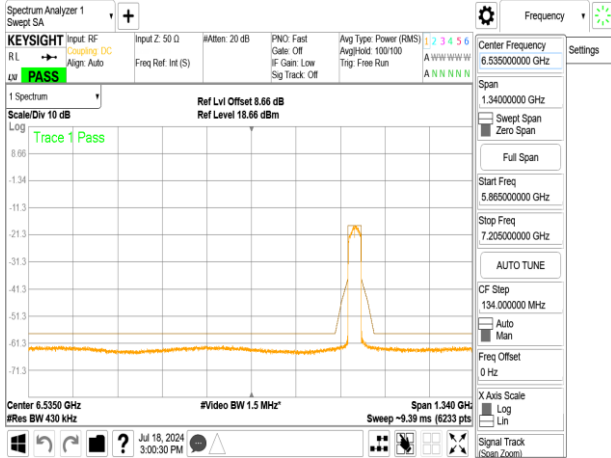 Spectrum Analyzer 1
Swept SA
+
Frequency
KEYSIGHT
Input: RF
Input Z: 50 Ω
#Atten: 20 dB
PNO: Fast
Avg Type: Power (RMS)
1 2 3 4 5 6
RL
Coupling: DC
Gate: Off
Avg|Hold: 100/100
A W W W W W
Align: Auto
Freq Ref: Int (S)
IF Gain: Low
Trig: Free Run
LXI
PASS
Sig Track: Off
A N N N N N
Settings
1 Spectrum
Ref Lvl Offset 8.66 dB
Scale/Div 10 dB
Ref Level 18.66 dBm
Log
Trace 1 Pass
8.66
-1.34
-11.3
-21.3
-31.3
-41.3
-51.3
-61.3
-71.3
Center 6.5350 GHz
#Video BW 1.5 MHz*
Span 1.340 GHz
#Res BW 430 kHz
Sweep ~9.39 ms (6233 pts
Center Frequency
6.535000000 GHz
Span
1.34000000 GHz
Swept Span
Zero Span
Full Span
Start Freq
5.865000000 GHz
Stop Freq
7.205000000 GHz
AUTO TUNE
CF Step
134.000000 MHz
Auto
Man
Freq Offset
0 Hz
X Axis Scale
Log
Lin
Signal Track
(Span Zoom)
?
Jul 18, 2024
3:00:30 PM